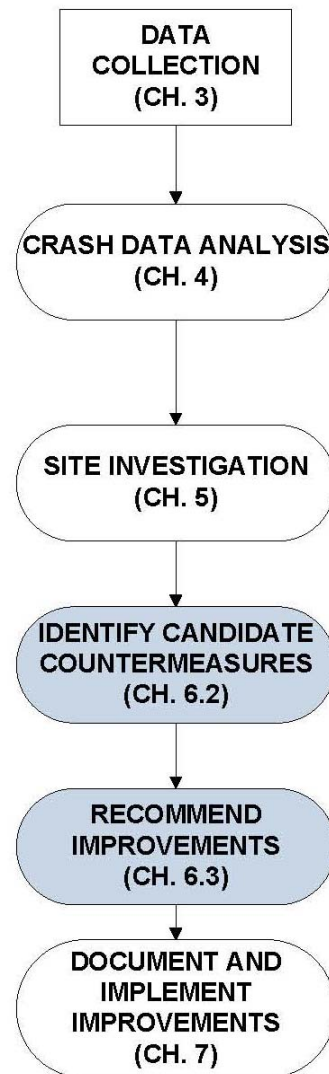 DATA
COLLECTION
(CH. 3)
CRASH DATA ANALYSIS
(CH. 4)
SITE INVESTIGATION
(CH. 5)
IDENTIFY CANDIDATE
COUNTERMEASURES
(CH. 6.2)
RECOMMEND
IMPROVEMENTS
(CH. 6.3)
DOCUMENT AND
IMPLEMENT
IMPROVEMENTS
(CH. 7)